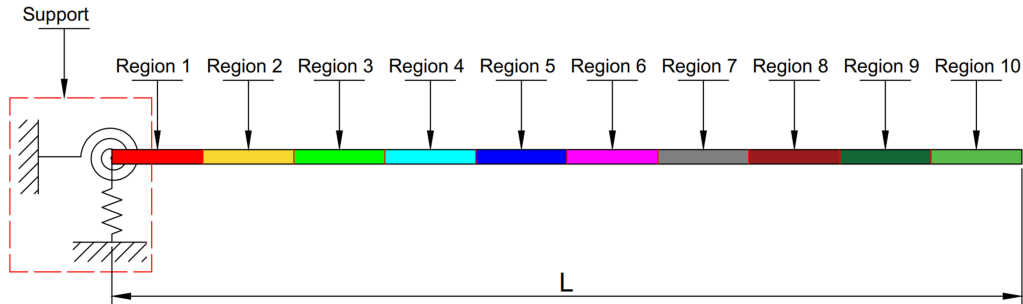 Support
Region 1
Region 2
Region 3
Region 4
Region 5
Region 6
Region 7
Region 8
Region 9
Region 10
L